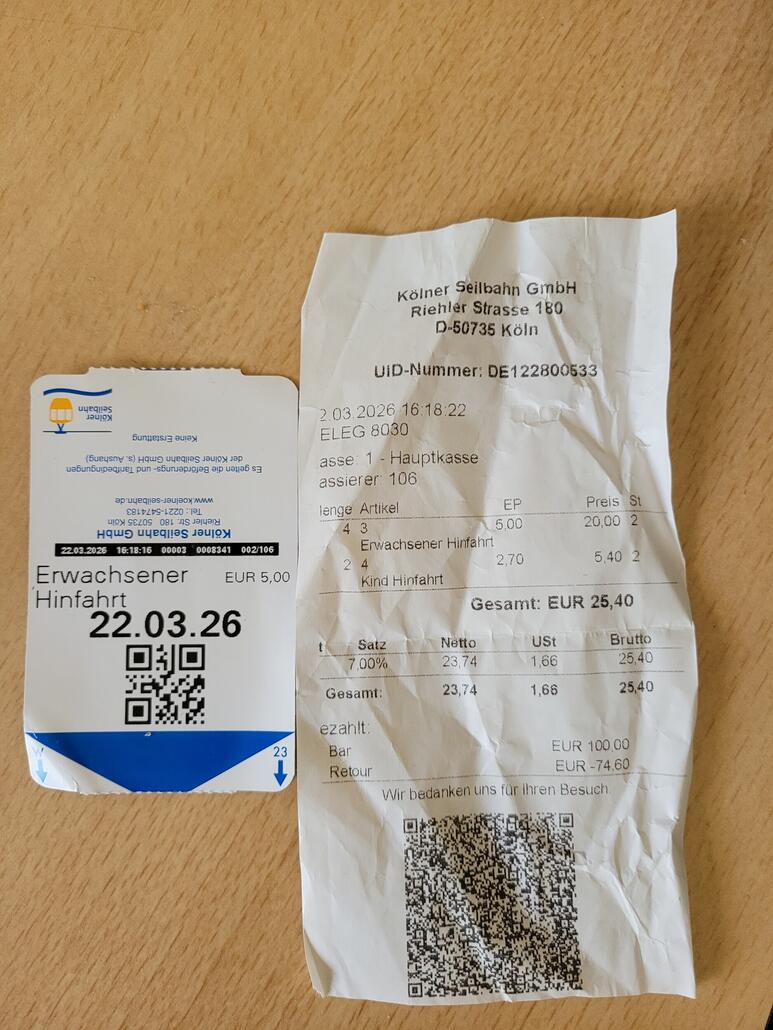 Kölner
Seilbahn
Keine Erstattung
Es gelten die Beförderungs- und Tarifbedingungen
der Kölner Seilbahn GmbH (s. Aushang)
www.koelner-seilbahn.de
Tel.: 0221-5474183
Riehler Str. 180 50735 Köln
Kölner Seilbahn GmbH
22.03.2026 16:18:16 00003 0008341 002/106
Erwachsener EUR 5,00
Hinfahrt
22.03.26
W 23
Kölner Seilbahn GmbH
Riehler Strasse 180
D-50735 Köln
UID-Nummer: DE122800533
2.03.2026 16:18:22
ELEG 8030
asse: 1 - Hauptkasse
assierer: 106
lenge Artikel EP Preis St
4 3 5,00 20,00 2
Erwachsener Hinfahrt
2 4 2,70 5,40 2
Kind Hinfahrt
Gesamt: EUR 25,40
t Satz Netto USt Brutto
7,00% 23,74 1,66 25,40
Gesamt: 23,74 1,66 25,40
ezahlt:
Bar EUR 100,00
Retour EUR -74,60
Wir bedanken uns für Ihren Besuch.